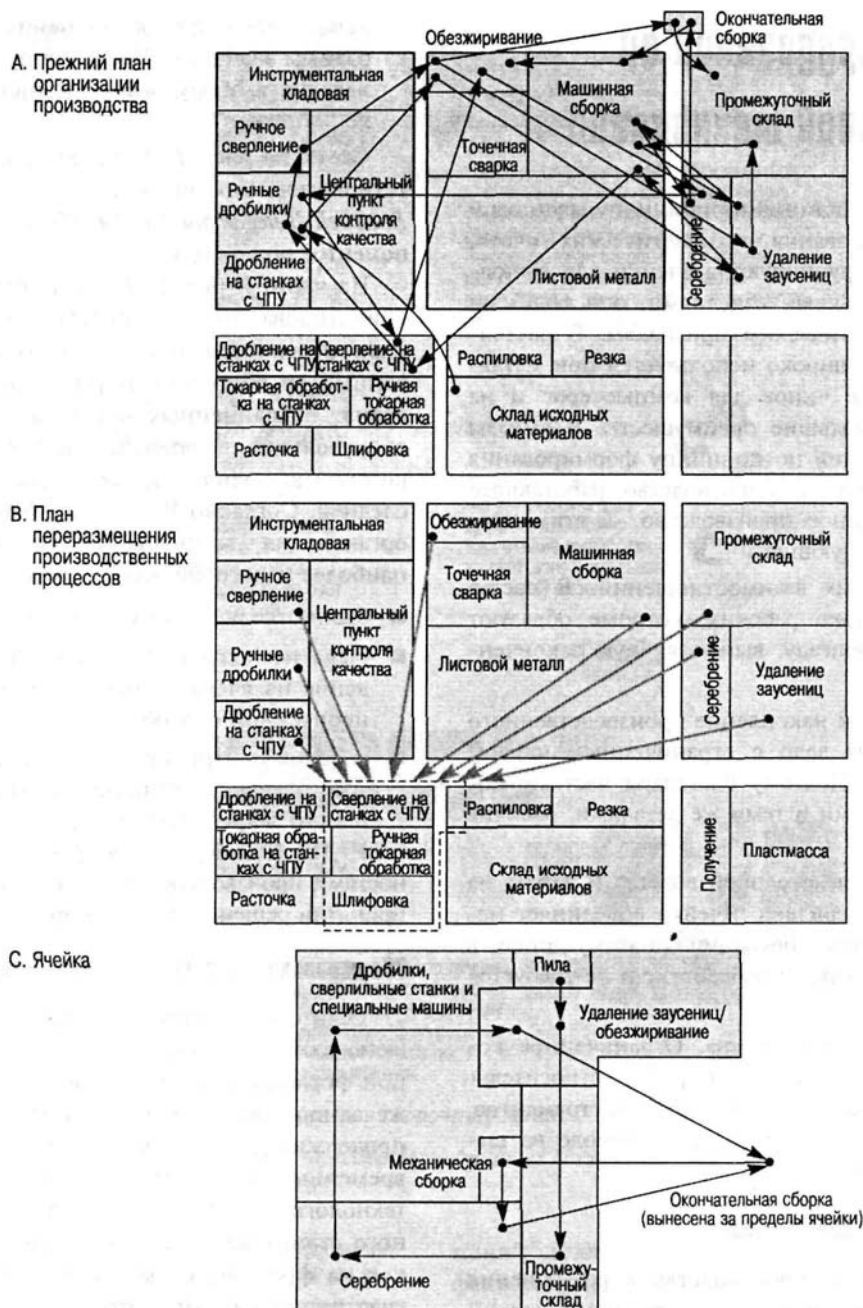 А. Прежний план
организации
производства
Обезжиривание
Окончательная
сборка
Инструментальная
кладовая
Машинная
сборка
Промежуточный
склад
Ручное
сверление
Точечная
сварка
Ручные
дробилки
Центральный
пункт
контроля
качества
Дробление
на станках
с ЧПУ
Листовой металл
Серебрение
Удаление
заусениц
Дробление на
станках с ЧПУ
Сверление на
станках с ЧПУ
Распиловка
Резка
Токарная обработ-
ка на станках
с ЧПУ
Ручная
токарная
обработка
Склад исходных
материалов
Расточка
Шлифовка
В. План
переразмещения
производственных
процессов
Инструментальная
кладовая
Обезжиривание
Машинная
сборка
Промежуточный
склад
Ручное
сверление
Точечная
сварка
Центральный
пункт
контроля
качества
Ручные
дробилки
Листовой металл
Серебрение
Удаление
заусениц
Дробление
на станках
с ЧПУ
Дробление на
станках с ЧПУ
Сверление на
станках с ЧПУ
Распиловка
Резка
Токарная обра-
ботка на стан-
ках с ЧПУ
Ручная
токарная
обработка
Склад исходных
материалов
Получение
Пластмасса
Расточка
Шлифовка
С. Ячейка
Дробилки,
сверлильные станки и
специальные машины
Пила
Удаление заусениц/
обезжиривание
Механическая
сборка
Окончательная сборка
(вынесена за пределы ячейки)
Серебрение
Промежу-
точный
склад